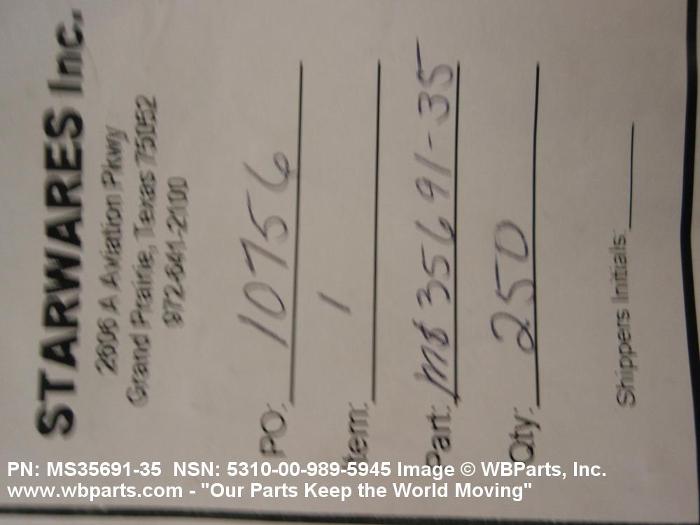 STARWARES Inc.
2606 A Aviation Pkwy
Grand Prairie, Texas 75052
972-641-2100
PO: 10756
Item: 1
Part: MS35691-35
Qty: 250
Shippers Initials:
PN: MS35691-35 NSN: 5310-00-989-5945 Image © WBParts, Inc.
www.wbparts.com - "Our Parts Keep the World Moving"